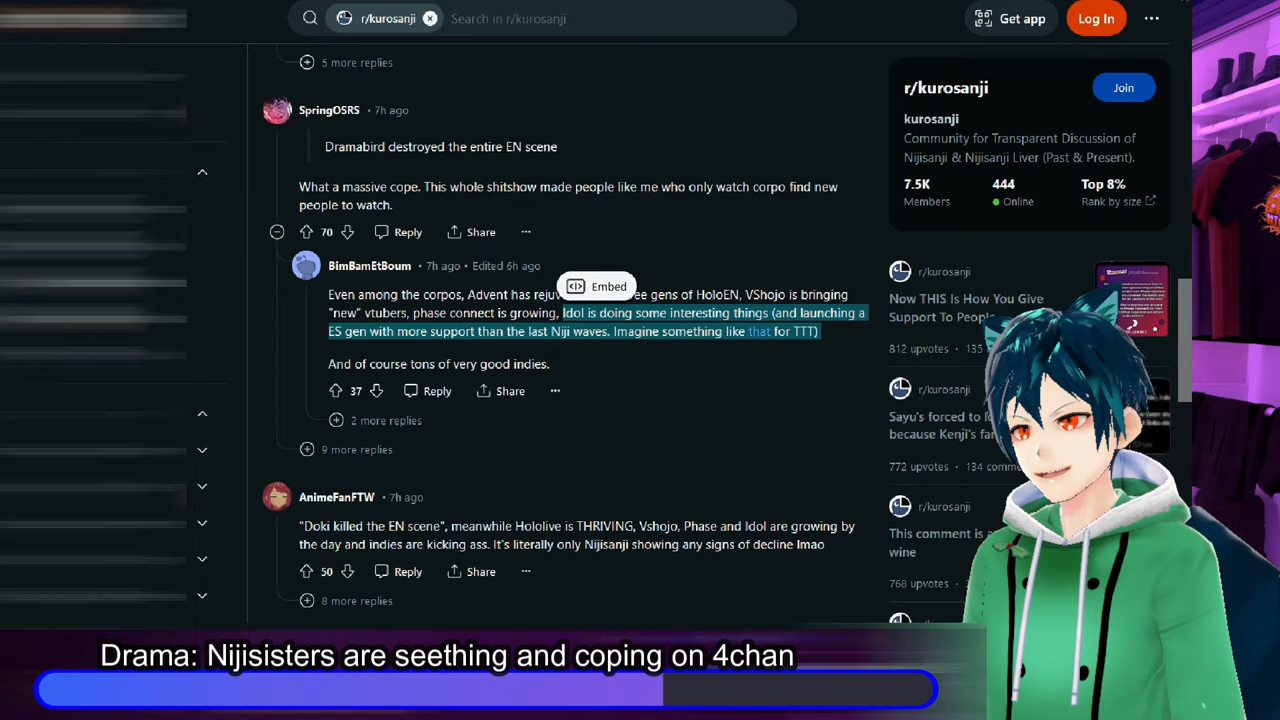 r/kurosanji
Search in r/kurosanji
Get app
Log In
5 more replies
SpringOSRS • 7h ago
Dramabird destroyed the entire EN scene
What a massive cope. This whole shitshow made people like me who only watch corpo find new
people to watch.
70
Reply
Share
BimBamEtBoum • 7h ago • Edited 6h ago
Embed
Even among the Advent has gens of HoloEN, VShojo is bringing
"new" vtubers, phaseconnect is growing, Idol is doing some interesting things (and launching a
ES gen with more support than the last Niji waves. Imagine something like that for TTT)
And of course tons of very good indies.
37
Reply
Share
2 more replies
9 more replies
AnimeFanFTW • 7h ago
"Doki killed the EN scene", meanwhile Hololive is THRIVING, Vshojo, Phase and Idol are growing by
the day and indies are kicking ass. It's literally only Nijisanji showing any signs of decline lmao
50
Reply
Share
8 more replies
r/kurosanji
Join
kurosanji
Community for Transparent Discussion of
Nijisanji & Nijisanji Liver (Past & Present).
7.5K 444 Top 8%
Members Online Rank by size
r/kurosanji
Now THIS Is How You Give
Support To People
812 upvotes • 135
r/kurosanji
Sayu's forced to
because Kenji's
772 upvotes • 134
r/kurosanji
This comment is
wine
768 upvotes
Drama: Nijisisters are seething and coping on 4chan